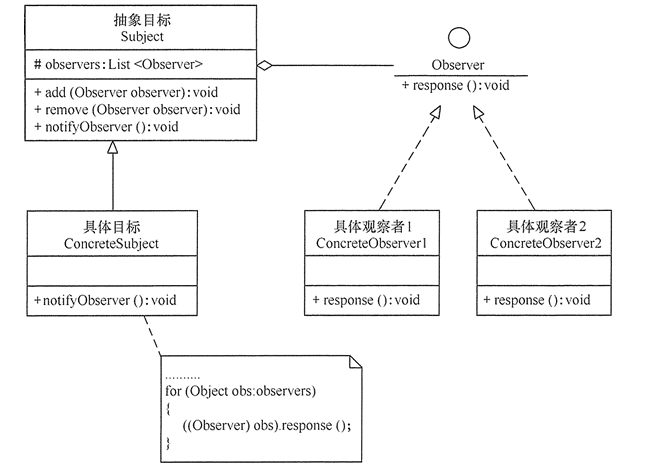 抽象目标
Subject
# observers:List <Observer>
+ add (Observer observer):void
+ remove (Observer observer):void
+ notifyObserver ():void
Observer
+ response ():void
具体目标
ConcreteSubject
+notifyObserver ():void
具体观察者1
ConcreteObserver1
+ response ():void
具体观察者2
ConcreteObserver2
+ response ():void
..........
for (Object obs:observers)
{
((Observer) obs).response ();
}